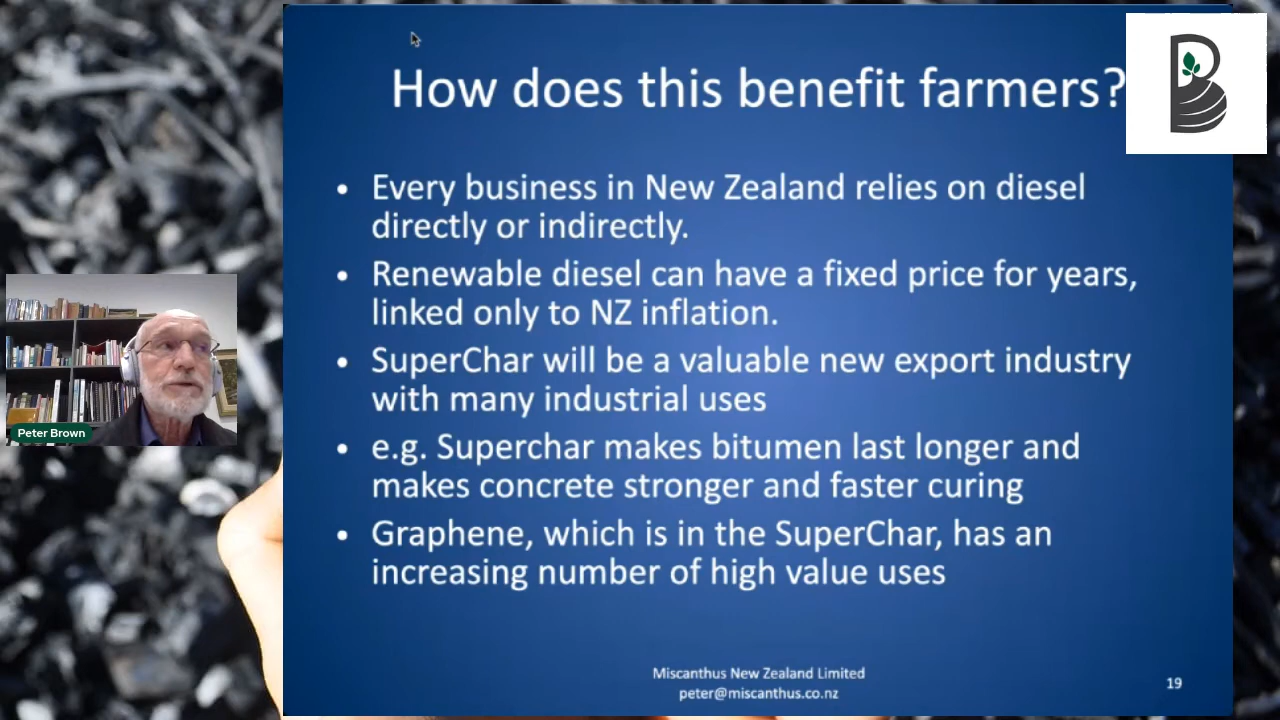 How does this benefit farmers?
• Every business in New Zealand relies on diesel
directly or indirectly.
• Renewable diesel can have a fixed price for years,
linked only to NZ inflation.
• SuperChar will be a valuable new export industry
with many industrial uses
• e.g. Superchar makes bitumen last longer and
makes concrete stronger and faster curing
• Graphene, which is in the SuperChar, has an
increasing number of high value uses
Peter Brown
Miscanthus New Zealand Limited
peter@miscanthus.co.nz
19
B